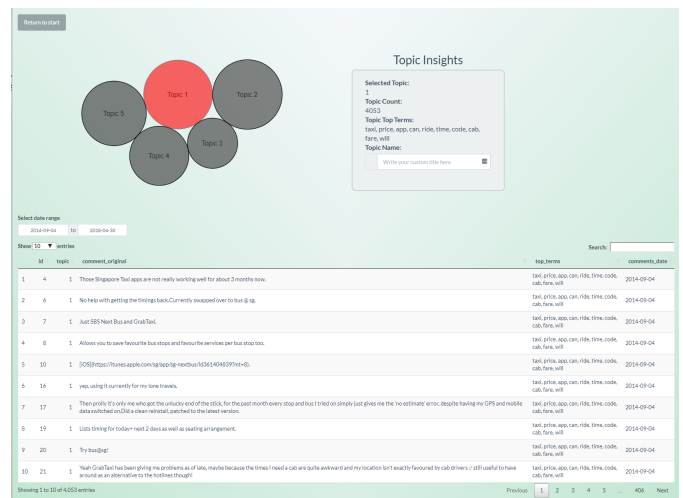 Return to start
Topic 1
Topic 2
Topic 5
Topic 3
Topic 4
Topic Insights
Selected Topic:
1
Topic Count:
4053
Topic Top Terms:
taxi, price, app, can, ride, time, code, cab,
fare, will
Topic Name:
Write your custom title here
Select date range
2014-09-04 to 2018-04-30
Show 10 entries
Search:
id topic comment_original top_terms comments_date
1 4 1 Those Singapore Taxi apps are not really working well for about 3 months now. taxi, price, app, can, ride, time, code, 2014-09-04
cab, fare, will
2 6 1 No help with getting the timings back.Currently swapped over to bus @ sg. taxi, price, app, can, ride, time, code, 2014-09-04
cab, fare, will
3 7 1 Just SBS Next Bus and GrabTaxi. taxi, price, app, can, ride, time, code, 2014-09-04
cab, fare, will
4 8 1 Allows you to save favourite bus stops and favourite services per bus stop too. taxi, price, app, can, ride, time, code, 2014-09-04
cab, fare, will
5 10 1 [iOS](https://itunes.apple.com/sg/app/sg-nextbus/id361404839?mt=8). taxi, price, app, can, ride, time, code, 2014-09-04
cab, fare, will
6 16 1 yep, using it currently for my lone travels. taxi, price, app, can, ride, time, code, 2014-09-04
cab, fare, will
7 17 1 Then prolly it's only me who got the unlucky end of the stick, for the past month every stop and bus I tried on simply just gives me the 'no estimate' error, despite having my GPS and mobile taxi, price, app, can, ride, time, code, 2014-09-04
data switched on.Did a clean reinstall, patched to the latest version. cab, fare, will
8 19 1 Lists timing for today+ next 2 days as well as seating arrangement. taxi, price, app, can, ride, time, code, 2014-09-04
cab, fare, will
9 20 1 Try bus@sg! taxi, price, app, can, ride, time, code, 2014-09-04
cab, fare, will
10 21 1 Yeah GrabTaxi has been giving me problems as of late, maybe because the times I need a cab are quite awkward and my location isn't exactly favoured by cab drivers :/ still useful to have taxi, price, app, can, ride, time, code, 2014-09-04
around as an alternative to the hotlines though! cab, fare, will
Showing 1 to 10 of 4,053 entries
Previous 1 2 3 4 5 … 406 Next